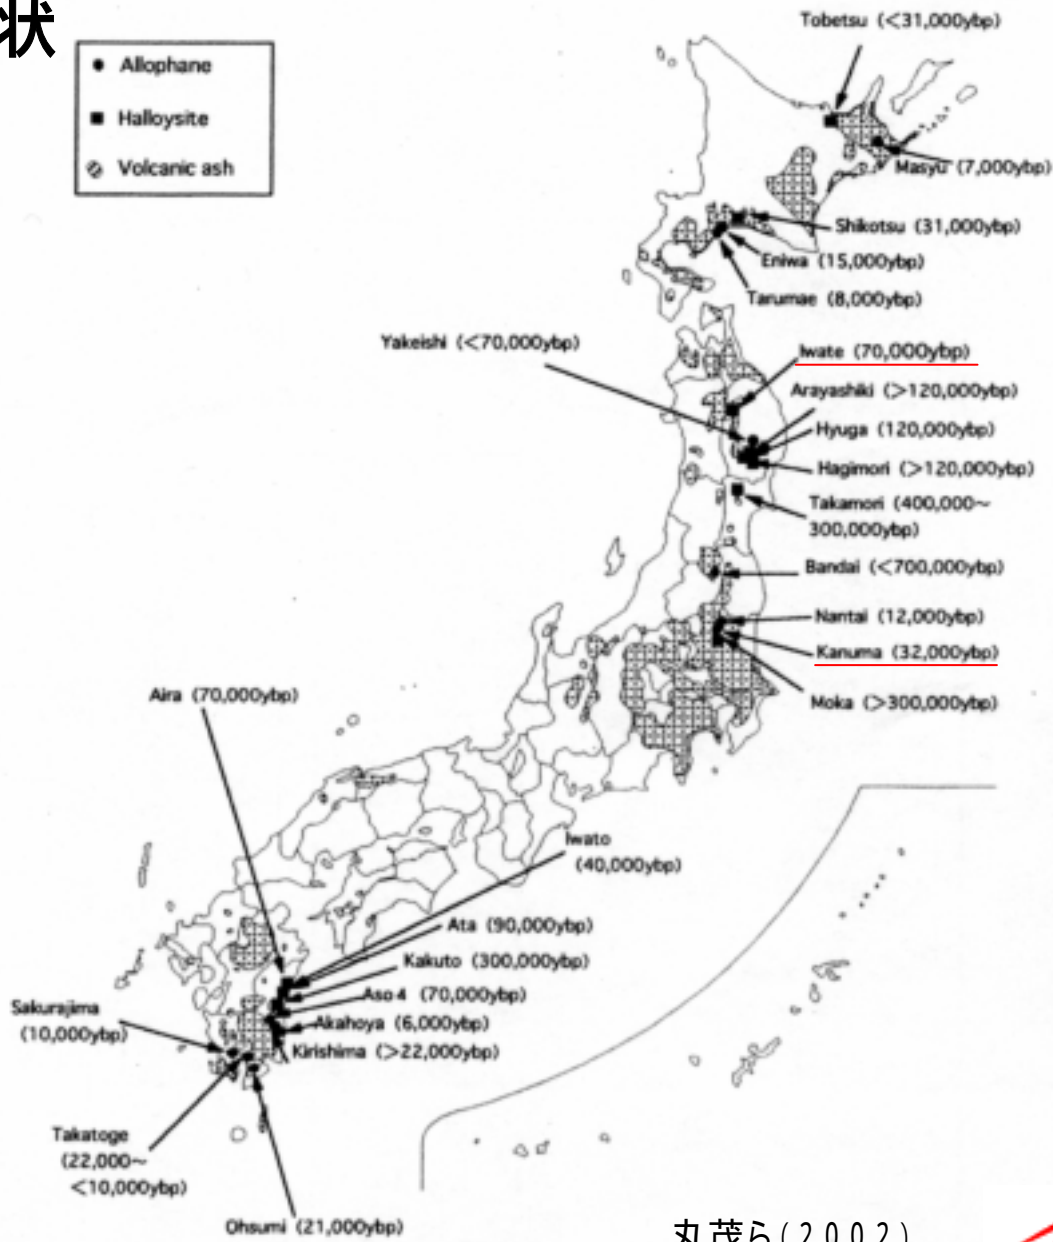 状
Allophane
Halloysite
Volcanic ash
Tobetsu (<31,000ybp)
Masyu (7,000ybp)
Shikotsu (31,000ybp)
Eniwa (15,000ybp)
Tarumae (8,000ybp)
Yakeishi (<70,000ybp)
Iwate (70,000ybp)
Arayashiki (>120,000ybp)
Hyuga (120,000ybp)
Hagimori (>120,000ybp)
Takamori (400,000~
300,000ybp)
Bandai (<700,000ybp)
Nantai (12,000ybp)
Kanuma (32,000ybp)
Moka (>300,000ybp)
Aira (70,000ybp)
Iwato
(40,000ybp)
Ata (90,000ybp)
Kakuto (300,000ybp)
Aso 4 (70,000ybp)
Akahoya (6,000ybp)
Kirishima (>22,000ybp)
Sakurajima
(10,000ybp)
Takatoge
(22,000~
<10,000ybp)
Ohsumi (21,000ybp)
丸茂ら(2002)